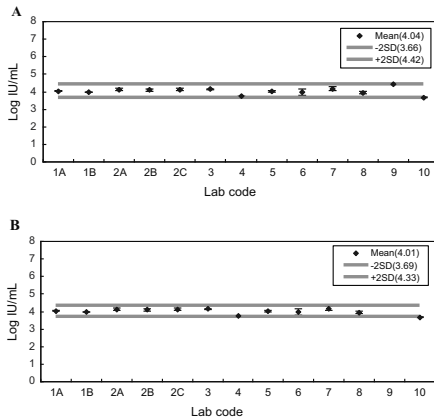 A
Log IU/mL
8
7
6
5
4
3
2
1
0
Mean(4.04)
-2SD(3.66)
+2SD(4.42)
1A 1B 2A 2B 2C 3 4 5 6 7 8 9 10
Lab code
B
Log IU/mL
8
7
6
5
4
3
2
1
0
Mean(4.01)
-2SD(3.69)
+2SD(4.33)
1A 1B 2A 2B 2C 3 4 5 6 7 8 9 10
Lab code